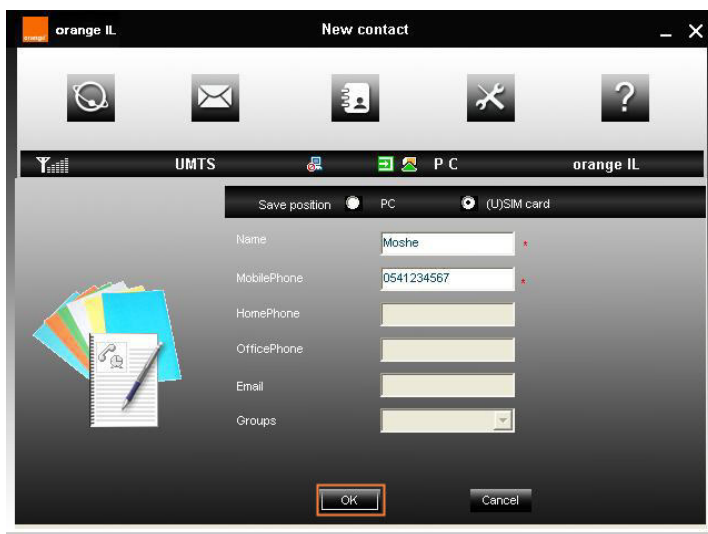 orange IL
New contact
UMTS
P C
orange IL
Save position
PC
(U)SIM card
Name
Moshe
*
MobilePhone
0541234567
*
HomePhone
OfficePhone
Email
Groups
OK
Cancel